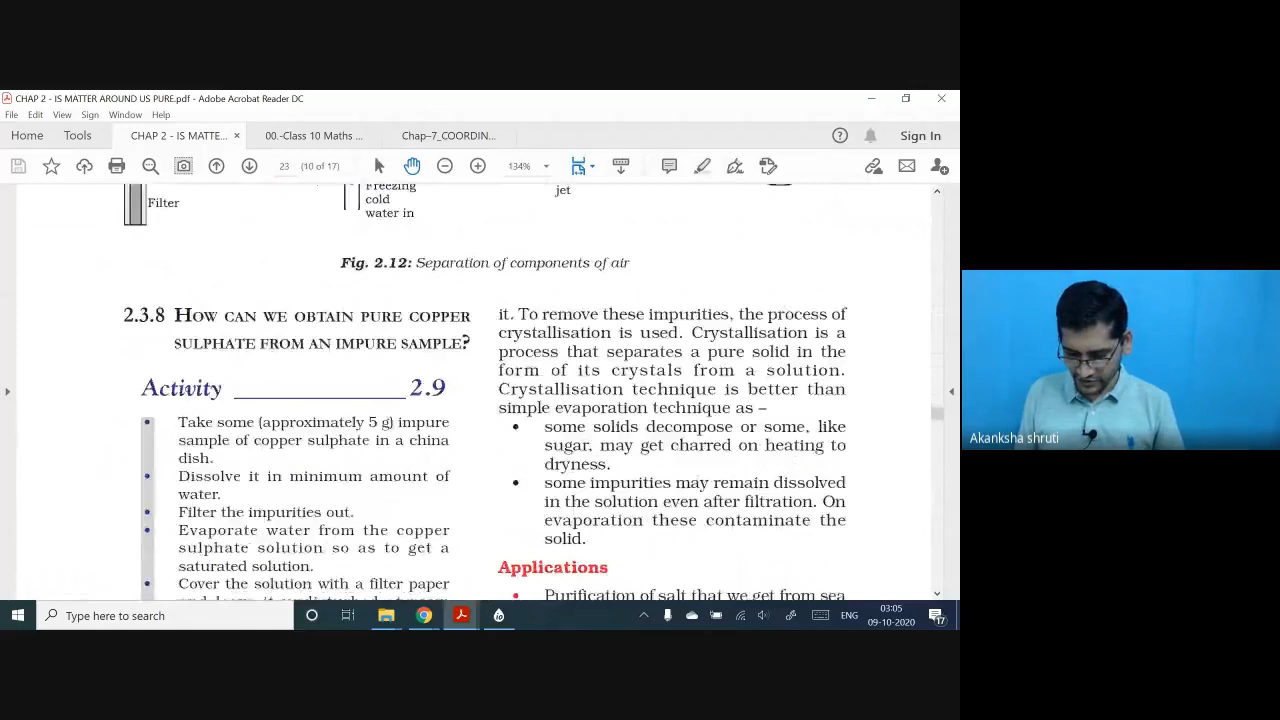 CHAP 2 - IS MATTER AROUND US PURE.pdf - Adobe Acrobat Reader DC
File Edit View Sign Window Help
Home Tools CHAP 2 - IS MATTE... × 00.-Class 10 Maths ... Chap–7_COORDIN... Sign In
23 (10 of 17) 134%
Filter
Freezing
cold
water in
jet
Fig. 2.12: Separation of components of air
2.3.8 HOW CAN WE OBTAIN PURE COPPER
SULPHATE FROM AN IMPURE SAMPLE?
Activity ______________ 2.9
• Take some (approximately 5 g) impure
sample of copper sulphate in a china
dish.
• Dissolve it in minimum amount of
water.
• Filter the impurities out.
• Evaporate water from the copper
sulphate solution so as to get a
saturated solution.
• Cover the solution with a filter paper
it. To remove these impurities, the process of
crystallisation is used. Crystallisation is a
process that separates a pure solid in the
form of its crystals from a solution.
Crystallisation technique is better than
simple evaporation technique as –
• some solids decompose or some, like
sugar, may get charred on heating to
dryness.
• some impurities may remain dissolved
in the solution even after filtration. On
evaporation these contaminate the
solid.
Applications
• Purification of salt that we get from sea
Akanksha shruti
Type here to search
ENG
03:05
09-10-2020
17